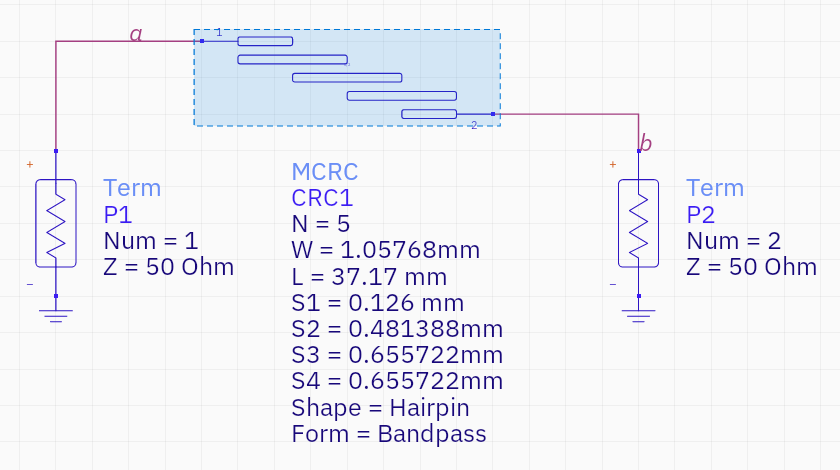 a
1
2
b
+
Term
P1
Num = 1
Z = 50 Ohm
−
MCRC
CRC1
N = 5
W = 1.05768mm
L = 37.17 mm
S1 = 0.126 mm
S2 = 0.481388mm
S3 = 0.655722mm
S4 = 0.655722mm
Shape = Hairpin
Form = Bandpass
+
Term
P2
Num = 2
Z = 50 Ohm
−